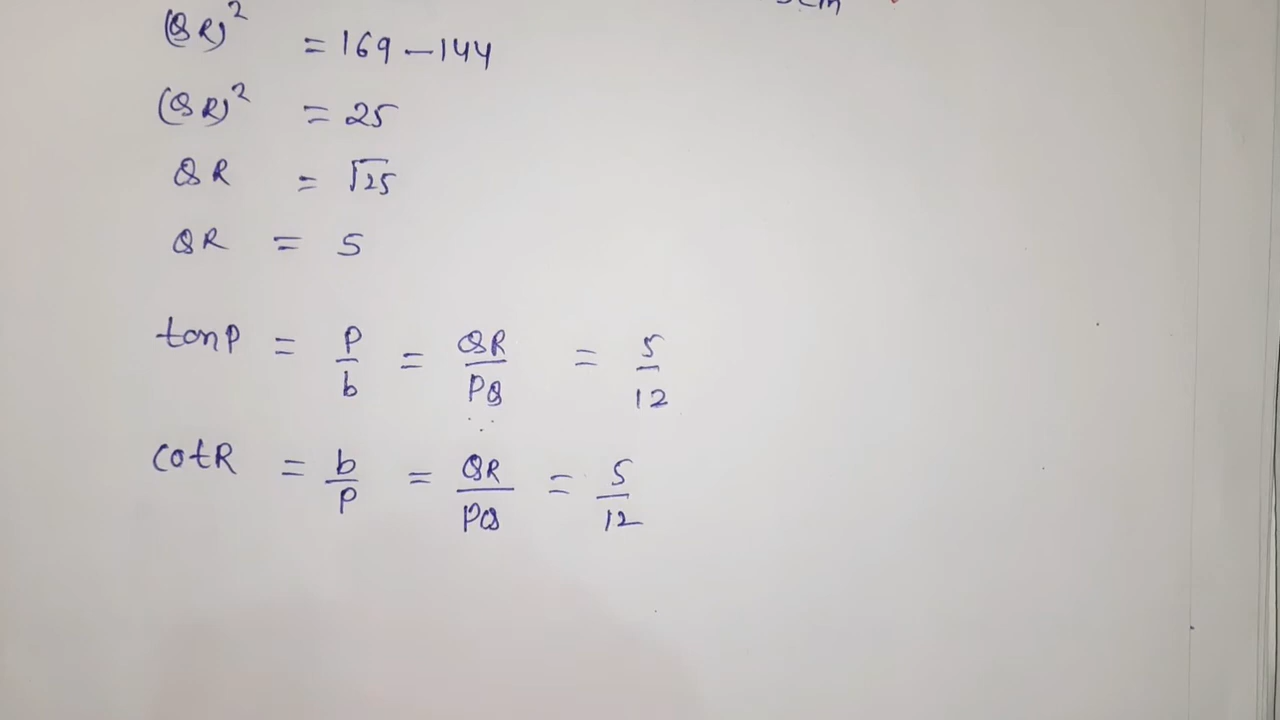 5cm
(QR)² = 169 - 144
(QR)² = 25
QR = √25
QR = 5
tanP = P/b = QR/PQ = 5/12
cotR = b/P = QR/PQ = 5/12